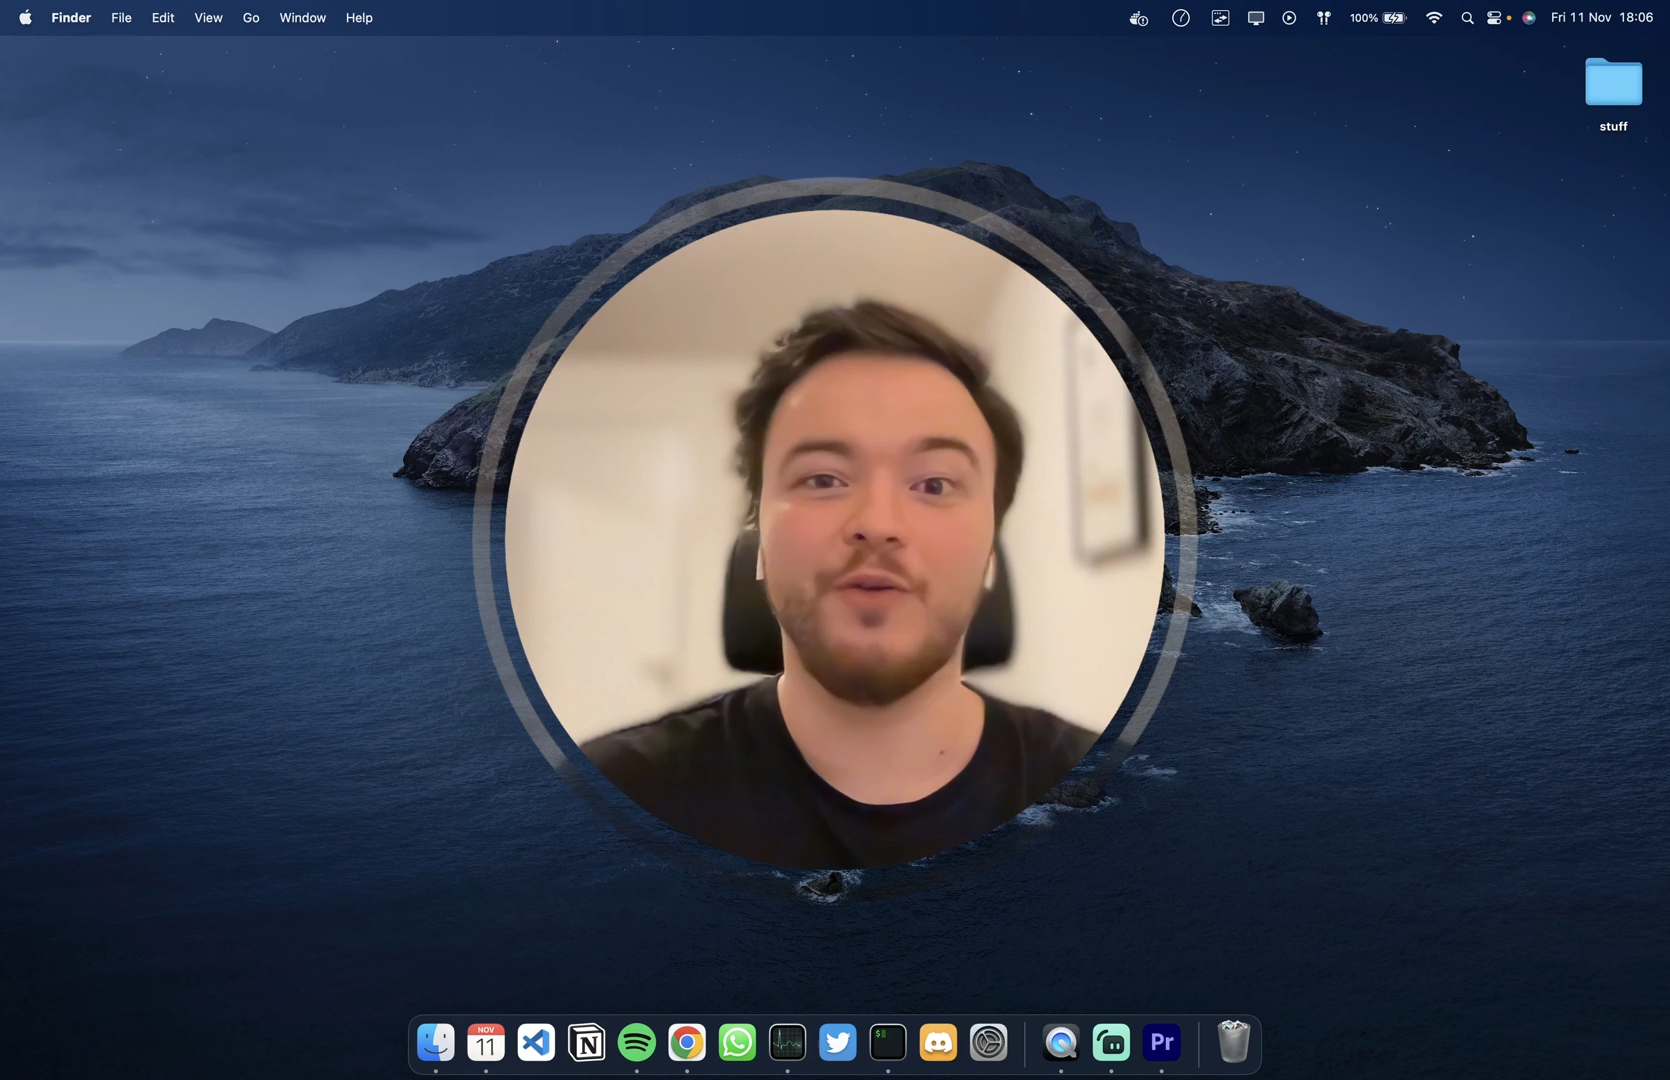 Finder File Edit View Go Window Help 100% Fri 11 Nov 18:06
stuff
NOV
11
N
$
Pr